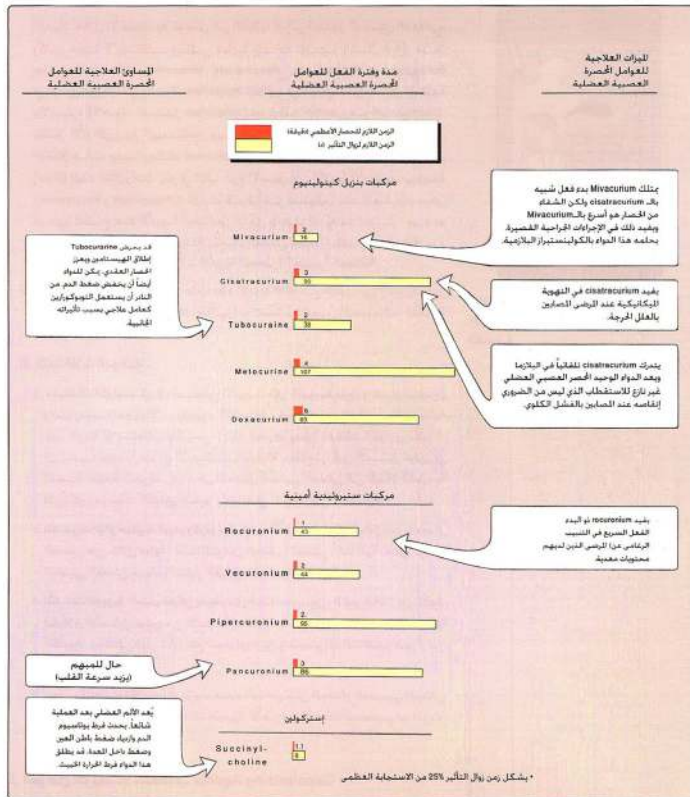 الميزات العلاجية
للعوامل المحصرة
العصبية العضلية
مدة وفترة الفعل للعوامل
المحصرة العصبية العضلية
المساوئ العلاجية للعوامل
المحصرة العصبية العضلية
الزمن اللازم للحصار الأعظمي (دقيقة)
الزمن اللازم لزوال التأثير (د)
مركبات بنزيل كينولينيوم
Mivacurium
2
16
Cisatracurium
3
90
Tubocuraine
2
38
Metocurine
4
107
Doxacurium
6
83
يمتلك Mivacurium بدء فعل شبيه
بالـ cisatracurium ولكن الشفاء
من الحصار هو أسرع بالـMivacurium
ويفيد ذلك في الإجراءات الجراحية القصيرة.
بحلمه هذا الدواء بالكولينستيراز البلازمية.
يفيد cisatracurium في التهوية
الميكانيكية عند المرضى المصابين
بالعلل الحرجة.
يتدرك cisatracurium تلقائياً في البلازما
ويعد الدواء الوحيد المحصر العصبي العضلي
غير نازع للاستقطاب الذي ليس من الضروري
إنقاصه عند المصابين بالفشل الكلوي.
قد يحرض Tubocurarine
إطلاق الهيستامين ويعزز
الحصار العقدي. يمكن للدواء
أيضاً أن يخفض ضغط الدم. من
النادر أن يستعمل التوبوكورارين
كعامل علاجي بسبب تأثيراته
الجانبية.
مركبات ستيروئيدية أمينية
Rocuronium
1
43
Vecuronium
2
44
Pipercuronium
2.
95
Pancuronium
3
86
يفيد rocuronium ذو البدء
الفعل السريع في التنبيب
الرغامي عند المرضى الذين لديهم
محتويات معدية.
حال للمبهم
(يزيد سرعة القلب)
إستركولين
Succinyl-
choline
1.1
8
يُعد الألم العضلي بعد العملية
شائعاً. يحدث فرط بوتاسيوم
الدم وازدياد ضغط باطن العين
وضغط داخل المعدة. قد يطلق
هذا الدواء فرط الحرارة الخبيث.
• يشكل زمن زوال التأثير 25% من الاستجابة العظمى